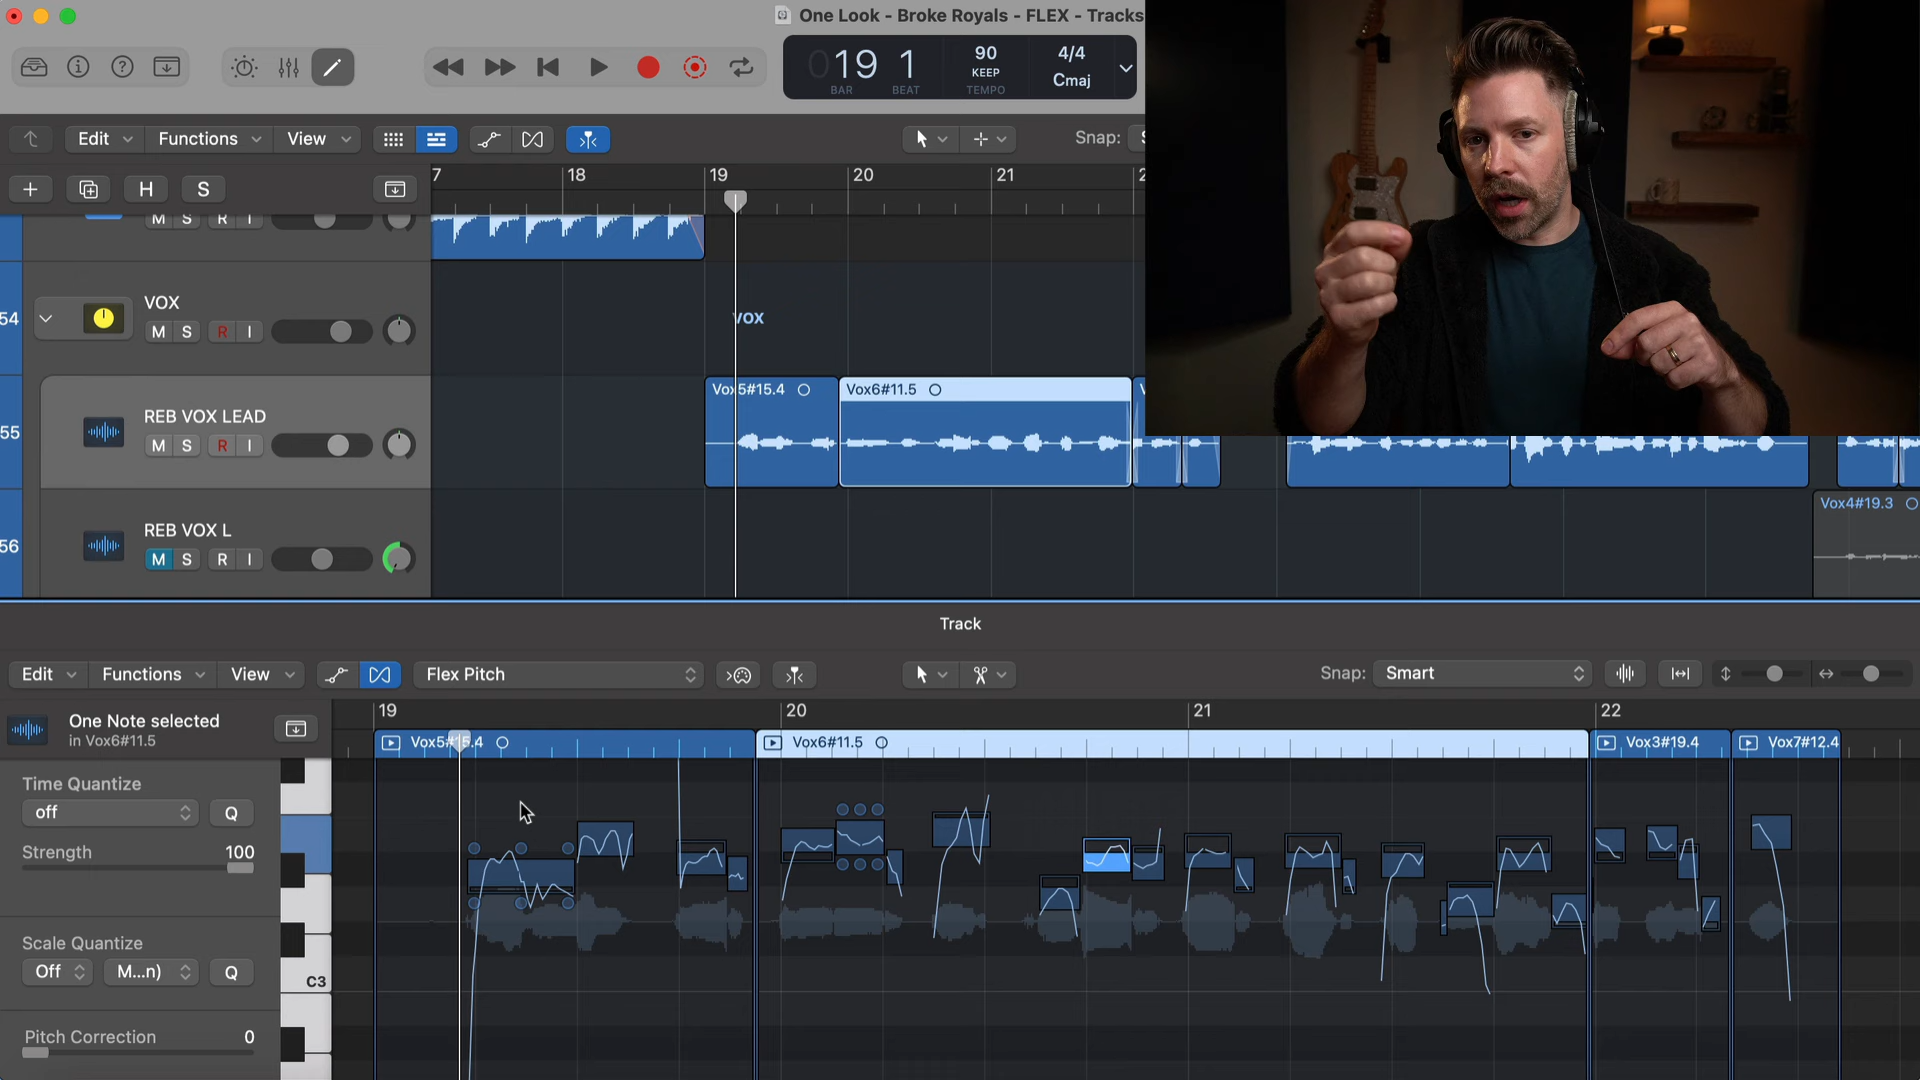 One Look - Broke Royals - FLEX - Tracks
019 1
BAR BEAT
90
KEEP
TEMPO
4/4
Cmaj
Edit Functions View
Snap:
H S
7 18 19 20 21
M S R I
54
VOX
M S R I
VOX
55
REB VOX LEAD
M S R I
Vox5#15.4
Vox6#11.5
56
REB VOX L
M S R I
Vox4#19.3
Track
Edit Functions View Flex Pitch Snap: Smart
One Note selected
in Vox6#11.5
19 20 21 22
Vox5#15.4 Vox6#11.5 Vox3#19.4 Vox7#12.4
Time Quantize
off Q
Strength 100
Scale Quantize
Off M...n) Q
C3
Pitch Correction 0